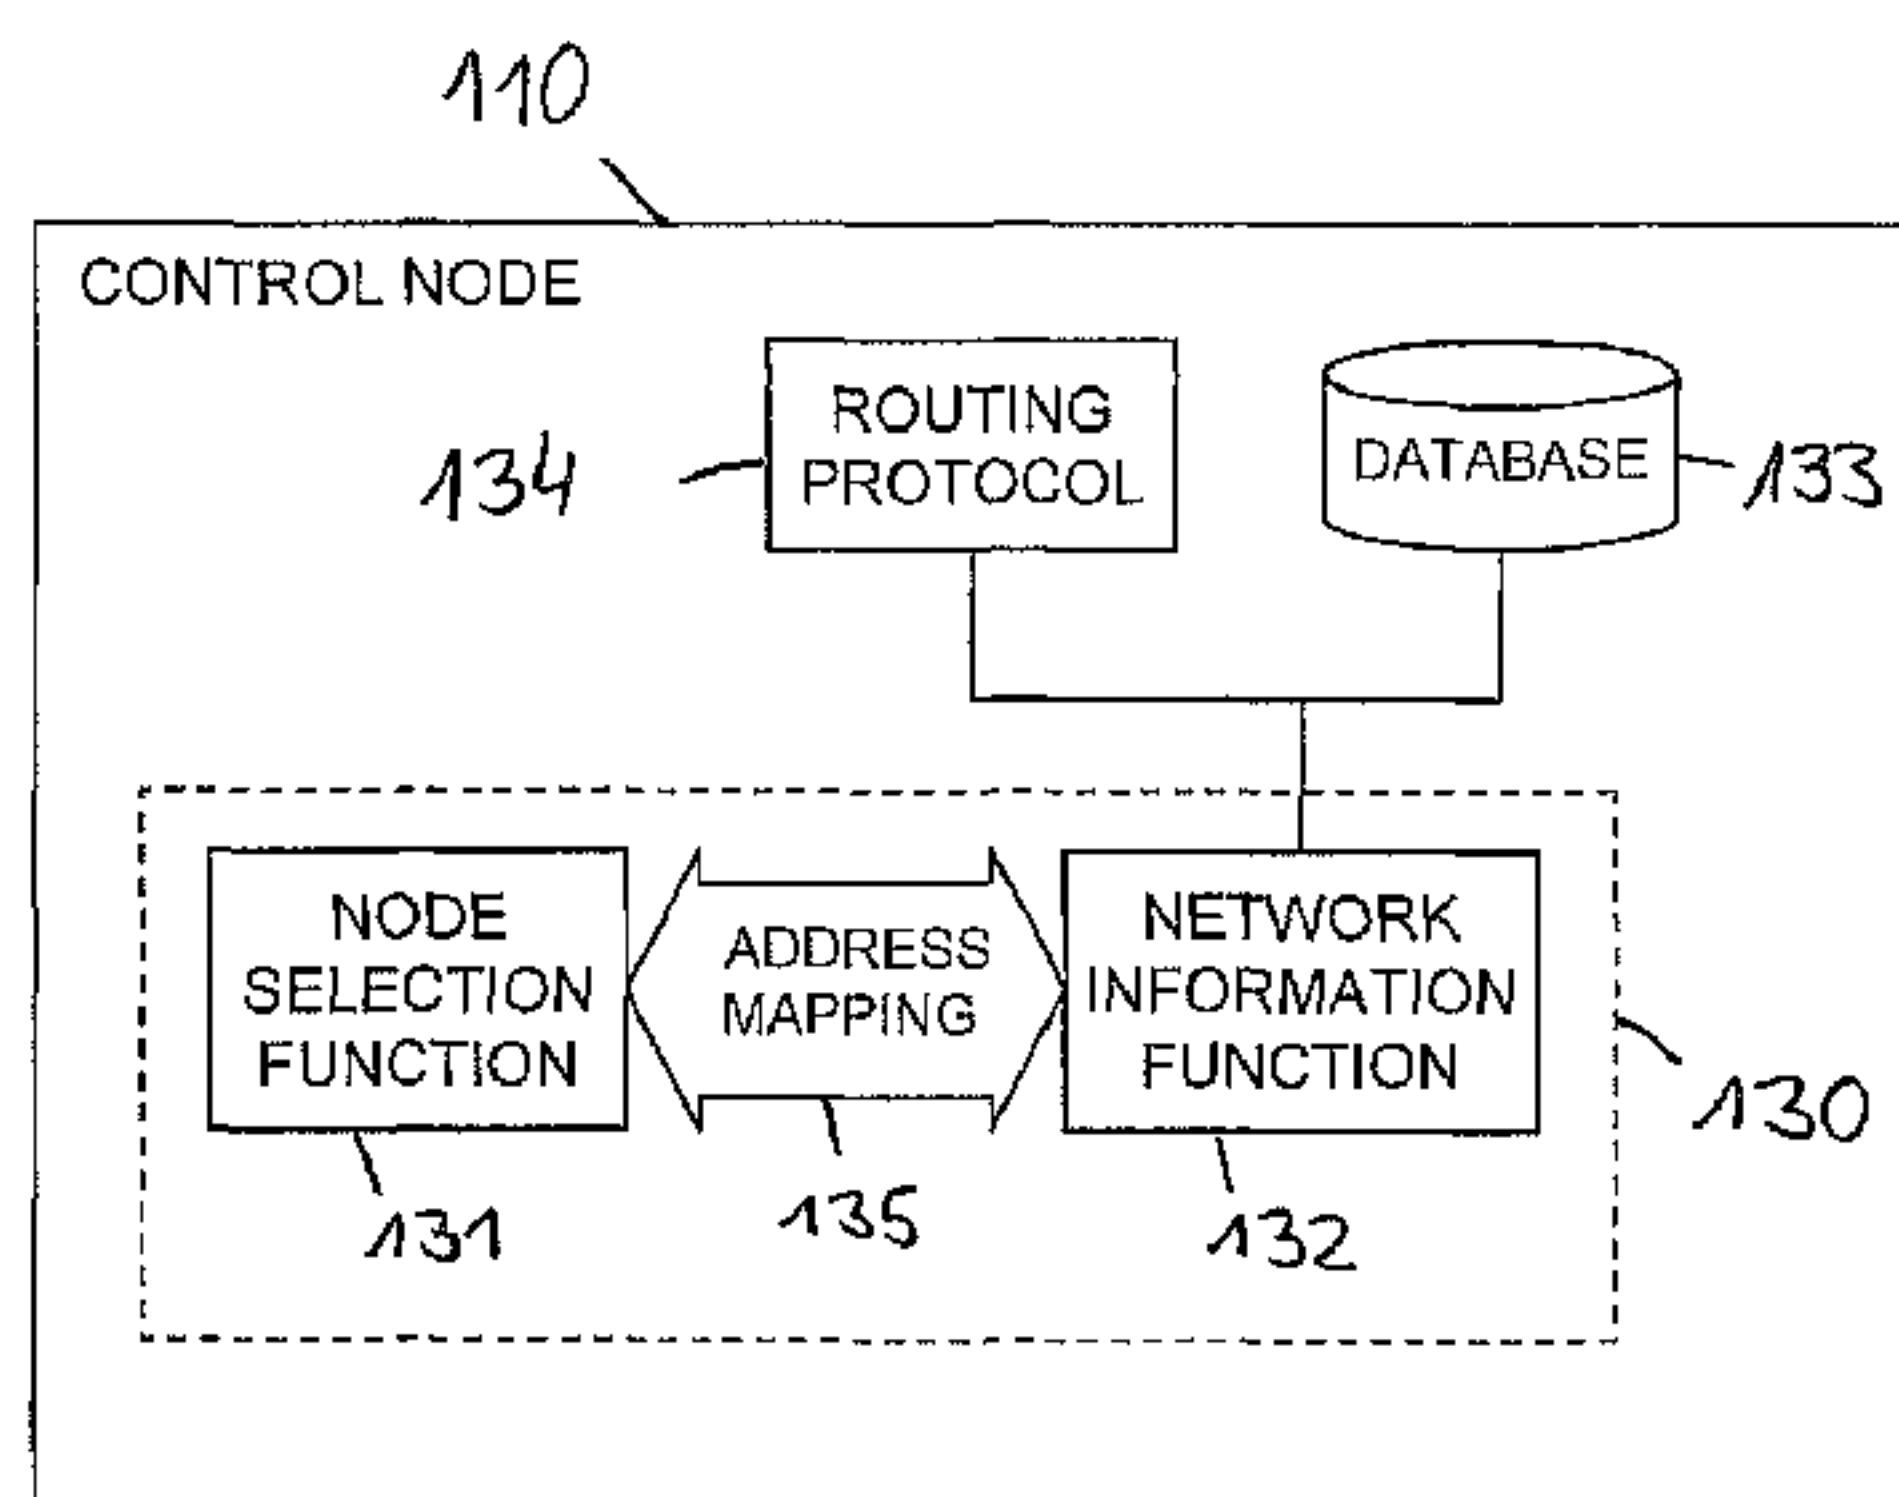 110
CONTROL NODE
ROUTING
PROTOCOL
134
DATABASE
133
NODE
SELECTION
FUNCTION
ADDRESS
MAPPING
NETWORK
INFORMATION
FUNCTION
130
131
135
132